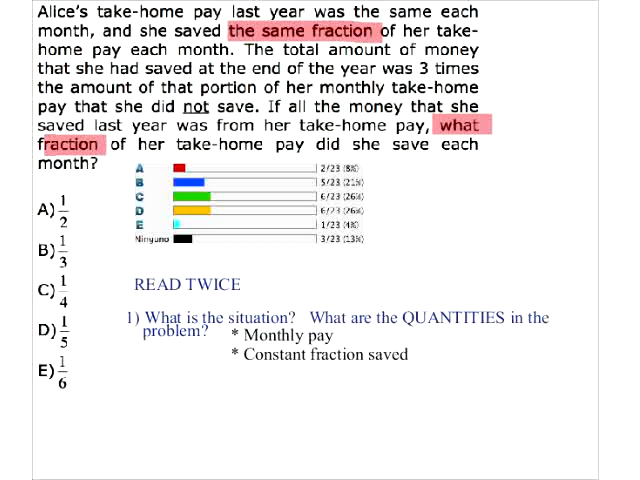 Alice's take-home pay last year was the same each
month, and she saved the same fraction of her take-
home pay each month. The total amount of money
that she had saved at the end of the year was 3 times
the amount of that portion of her monthly take-home
pay that she did not save. If all the money that she
saved last year was from her take-home pay, what
fraction of her take-home pay did she save each
month?
A 2/23 (8%)
B 5/23 (21%)
C 6/23 (26%)
D 6/23 (26%)
E 1/23 (4%)
Ninguno 3/23 (13%)
A) 1/2
B) 1/3
C) 1/4
D) 1/5
E) 1/6
READ TWICE
1) What is the situation? What are the QUANTITIES in the
problem? * Monthly pay
* Constant fraction saved